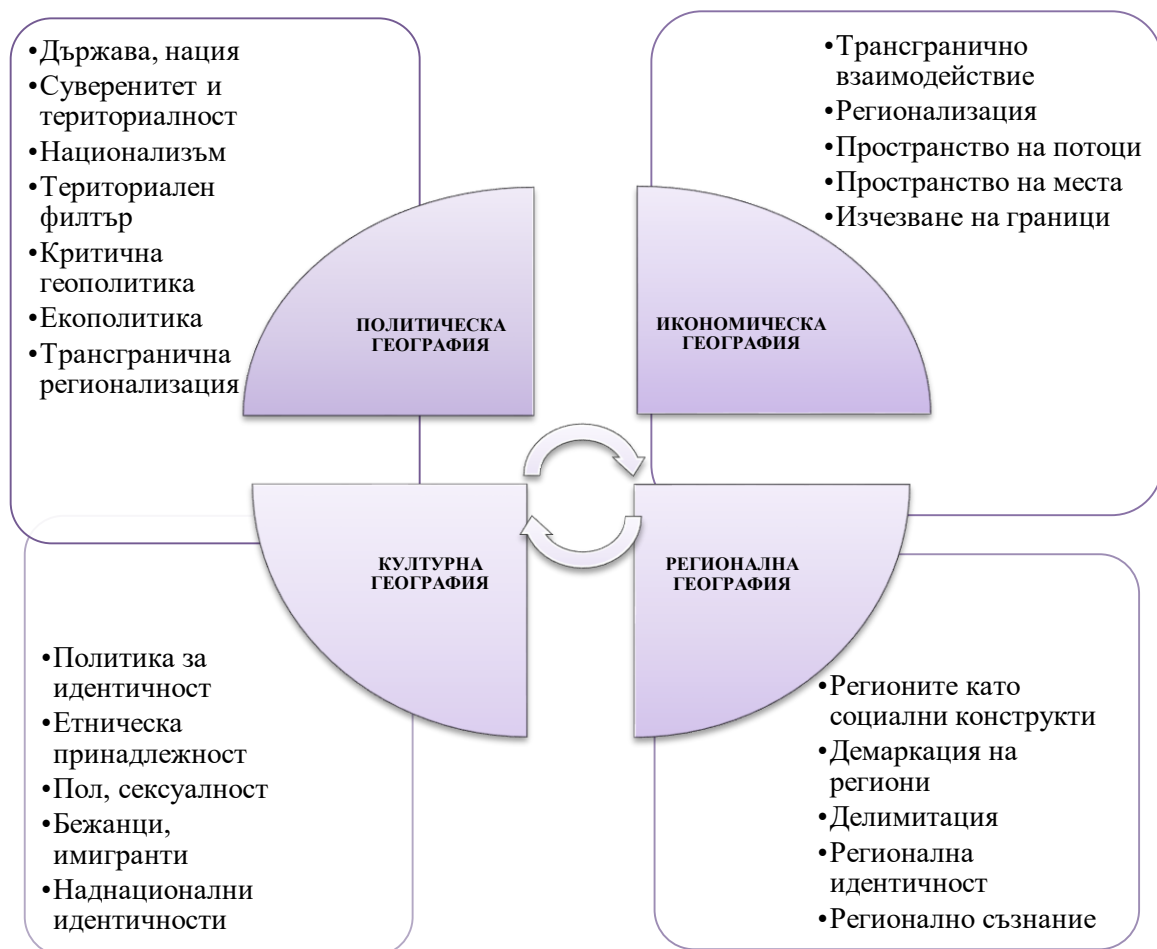 •Държава, нация
•Суверенитет и
териториалност
•Национализъм
•Териториален
филтър
•Критична
геополитика
•Екополитика
•Трансгранична
регионализация
•Трансгранично
взаимодействие
•Регионализация
•Пространство на потоци
•Пространство на места
•Изчезване на граници
ПОЛИТИЧЕСКА
ГЕОГРАФИЯ
ИКОНОМИЧЕСКА
ГЕОГРАФИЯ
КУЛТУРНА
ГЕОГРАФИЯ
РЕГИОНАЛНА
ГЕОГРАФИЯ
•Политика за
идентичност
•Етническа
принадлежност
•Пол, сексуалност
•Бежанци,
имигранти
•Наднационални
идентичности
•Регионите като
социални конструкти
•Демаркация на
региони
•Делимитация
•Регионална
идентичност
•Регионално съзнание